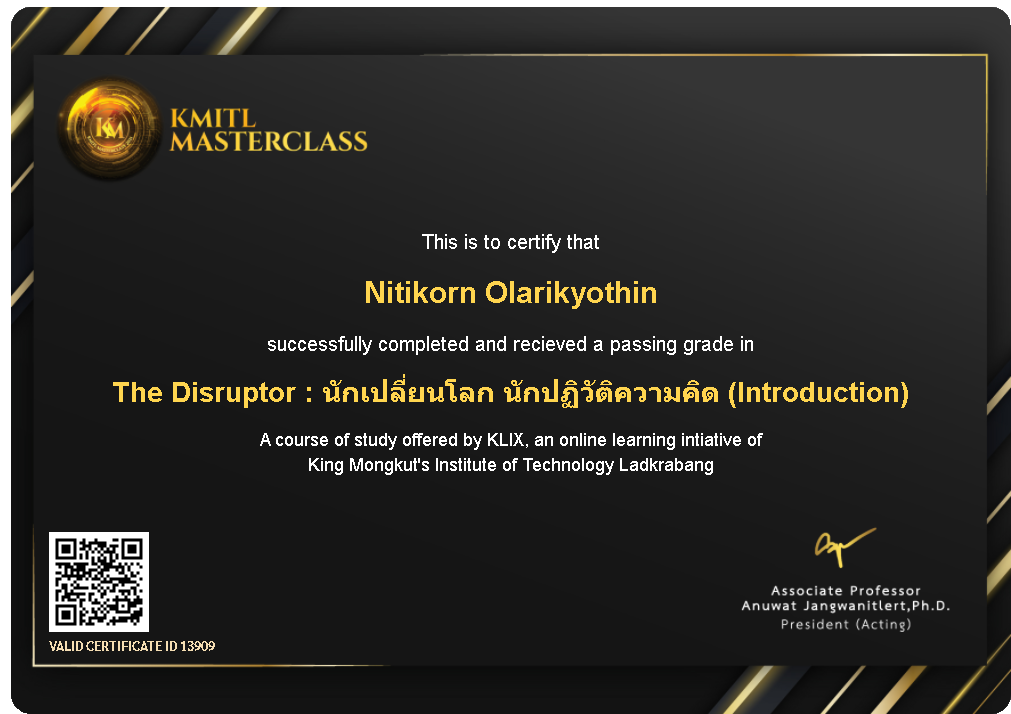 KM
KMITL
MASTERCLASS
This is to certify that
Nitikorn Olarikyothin
successfully completed and recieved a passing grade in
The Disruptor : นักเปลี่ยนโลก นักปฏิวัติความคิด (Introduction)
A course of study offered by KLIX, an online learning intiative of
King Mongkut's Institute of Technology Ladkrabang
Associate Professor
Anuwat Jangwanitlert,Ph.D.
President (Acting)
VALID CERTIFICATE ID 13909